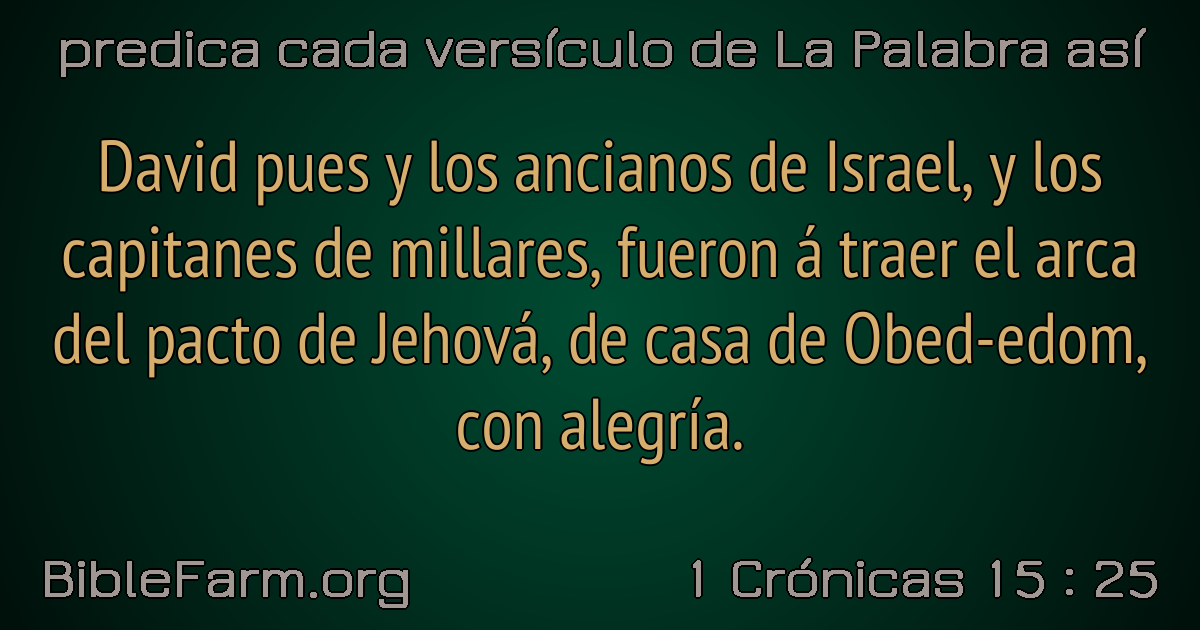 predica cada versículo de La Palabra así
David pues y los ancianos de Israel, y los
capitanes de millares, fueron á traer el arca
del pacto de Jehová, de casa de Obed-edom,
con alegría.
BibleFarm.org
1 Crónicas 15 : 25